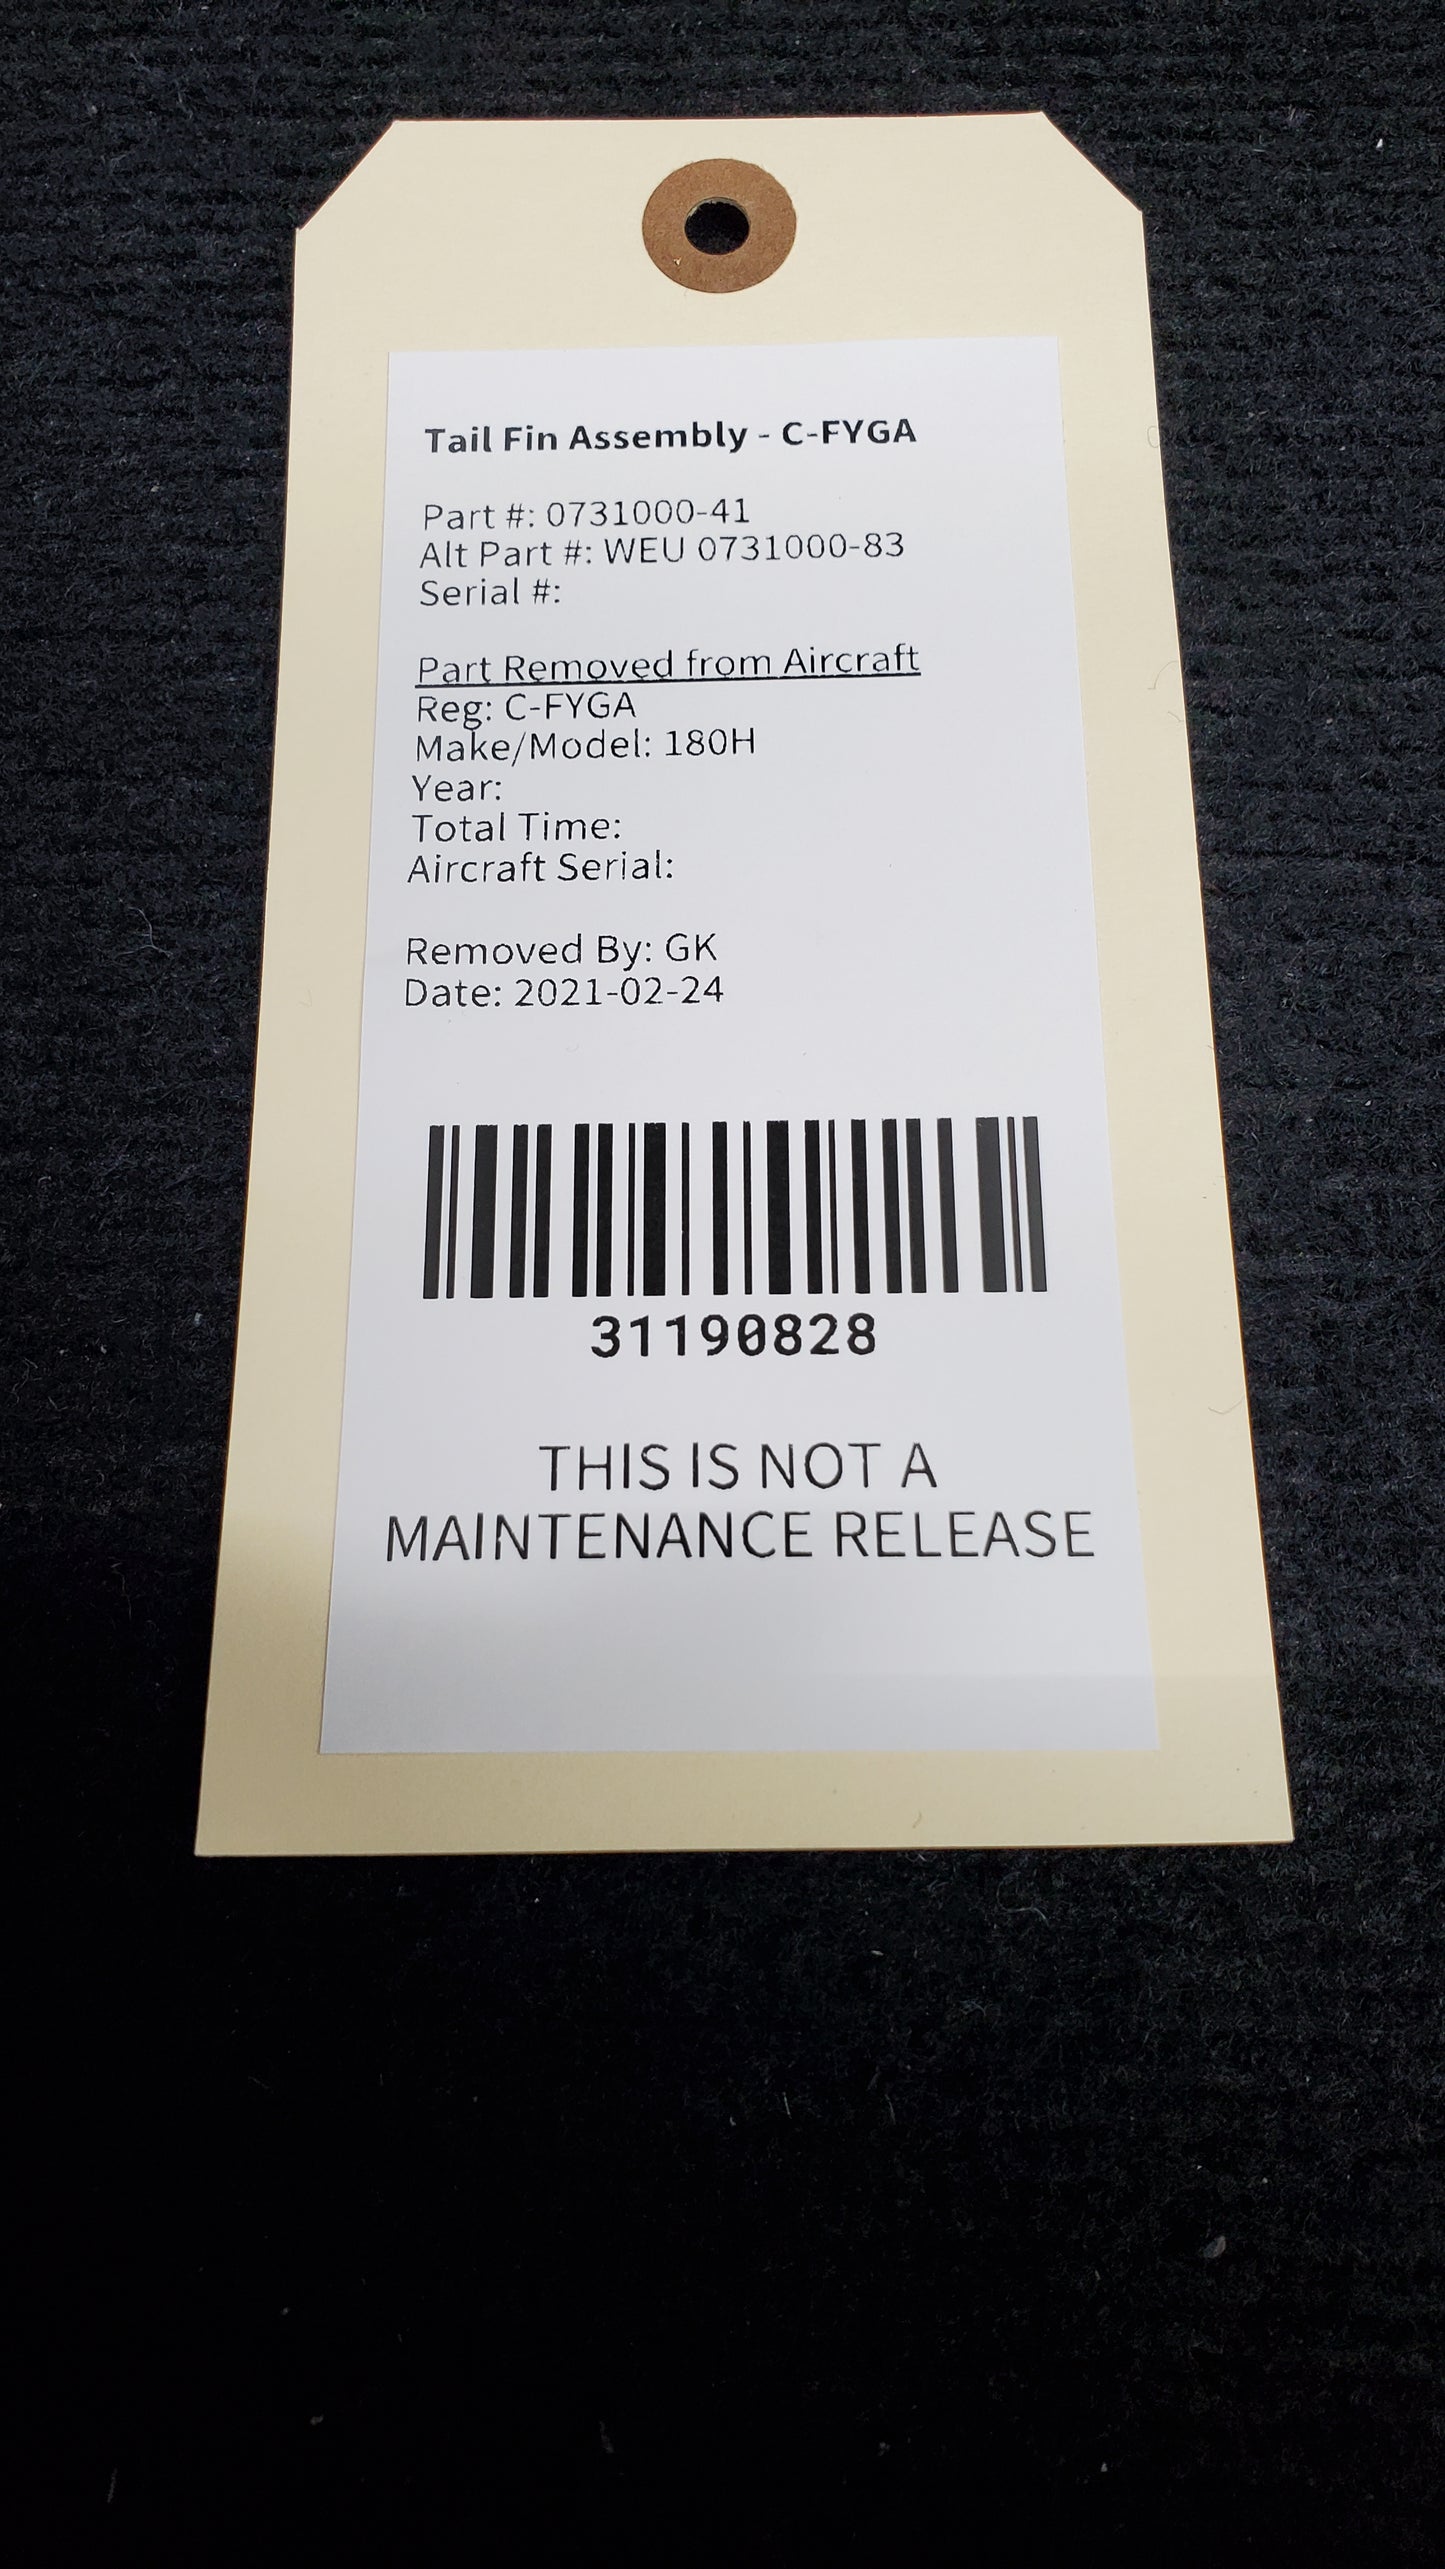 Tail Fin Assembly - C-FYGA
Part #: 0731000-41
Alt Part #: WEU 0731000-83
Serial #:
Part Removed from Aircraft
Reg: C-FYGA
Make/Model: 180H
Year:
Total Time:
Aircraft Serial:
Removed By: GK
Date: 2021-02-24
31190828
THIS IS NOT A
MAINTENANCE RELEASE